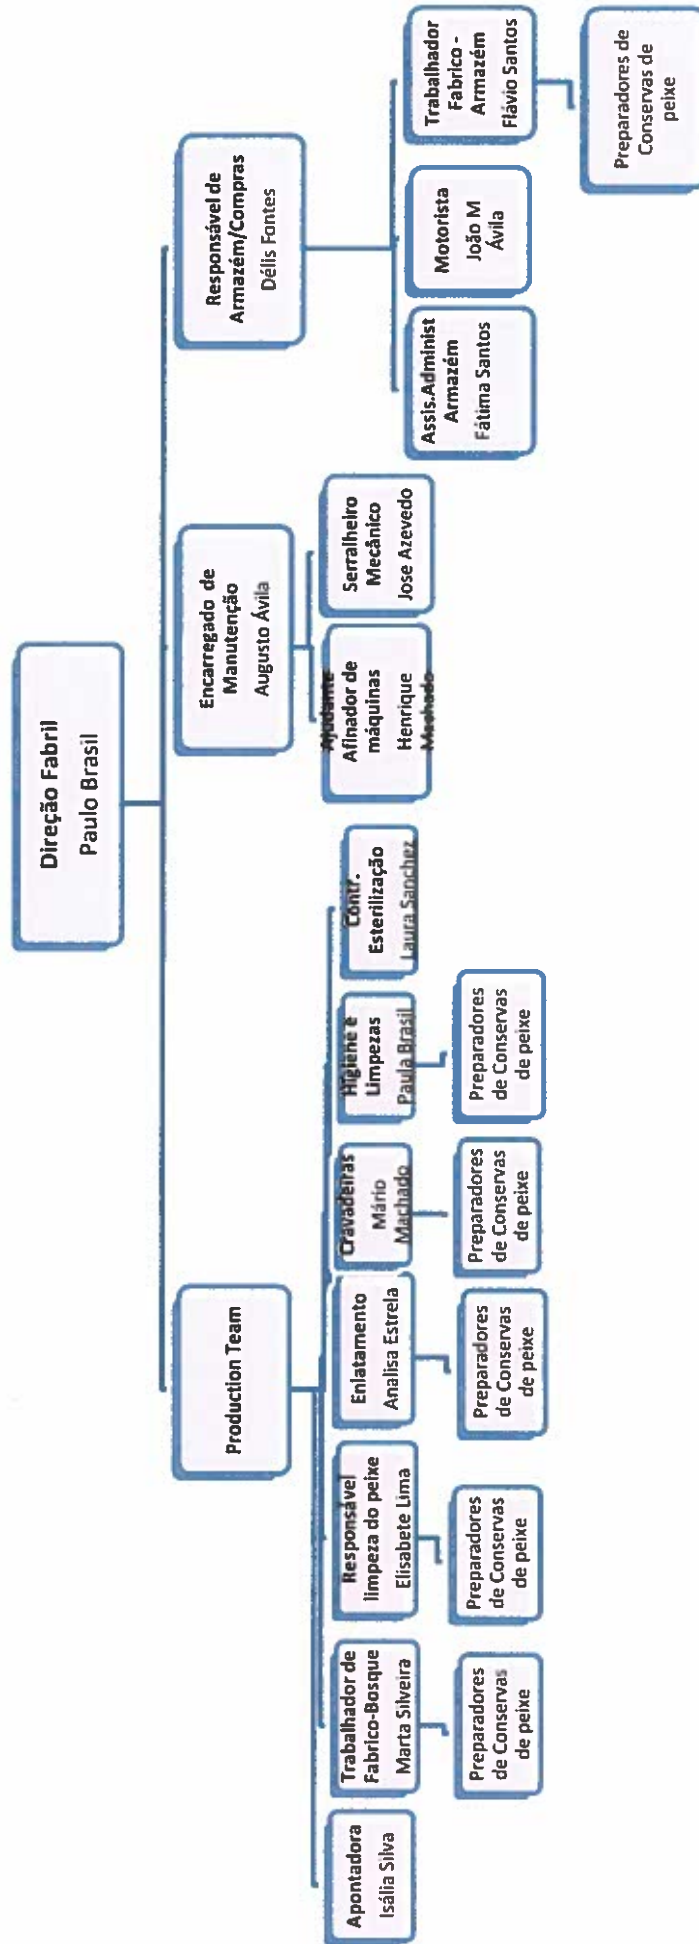 Direção Fabril
Paulo Brasil
Production Team
Encarregado de
Manutenção
Augusto Ávila
Responsável de
Armazém/Compras
Délis Fontes
Apontadora
Isália Silva
Trabalhador de
Fabrico-Bosque
Marta Silveira
Responsável
limpeza do peixe
Elisabete Lima
Enlatamento
Analisa Estrela
Cravadeiras
Mário
Machado
Higiene e
Limpezas
Paula Brasil
Contr.
Esterilização
Laura Sanchez
Ajudante
Afinador de
máquinas
Henrique
Machado
Serralheiro
Mecânico
Jose Azevedo
Assis.Administ
Armazém
Fátima Santos
Motorista
João M
Ávila
Trabalhador
Fabrico -
Armazém
Flávio Santos
Preparadores
de Conservas
de peixe
Preparadores
de Conservas
de peixe
Preparadores
de Conservas
de peixe
Preparadores
de Conservas
de peixe
Preparadores
de Conservas
de peixe
Preparadores de
Conservas de
peixe